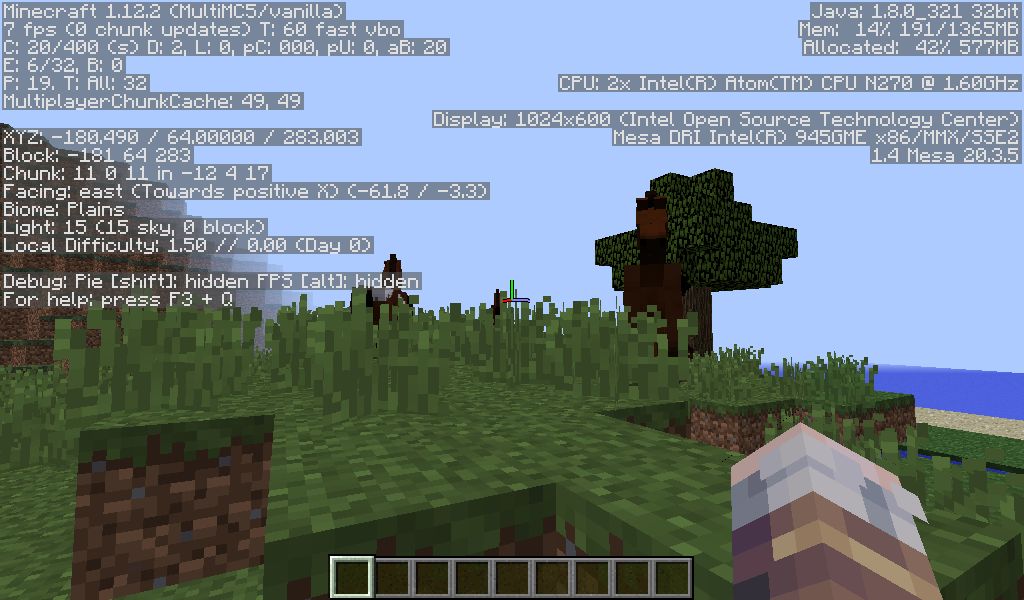 Minecraft 1.12.2 (MultiMC5/vanilla)
7 fps (0 chunk updates) T: 60 fast vbo
C: 20/400 (s) D: 2, L: 0, pC: 000, pU: 0, aB: 20
E: 6/32, B: 0
P: 19, T: All: 32
MultiplayerChunkCache: 49, 49
XYZ: -180.490 / 64.00000 / 283.003
Block: -181 64 283
Chunk: 11 0 11 in -12 4 17
Facing: east (Towards positive X) (-61.8 / -3.3)
Biome: Plains
Light: 15 (15 sky, 0 block)
Local Difficulty: 1.50 // 0.00 (Day 0)
Debug: Pie [shift]: hidden FPS [alt]: hidden
For help: press F3 + Q
Java: 1.8.0_321 32bit
Mem: 14% 191/1365MB
Allocated: 42% 577MB
CPU: 2x Intel(R) Atom(TM) CPU N270 @ 1.60GHz
Display: 1024x600 (Intel Open Source Technology Center)
Mesa DRI Intel(R) 945GME x86/MMX/SSE2
1.4 Mesa 20.3.5